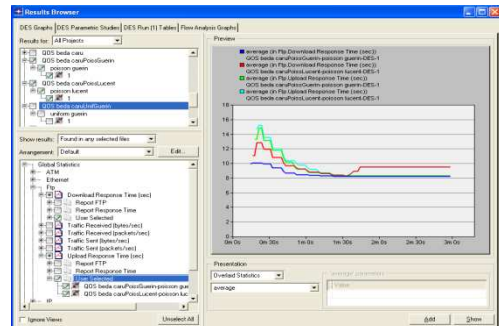 Results Browser
DES Graphs
DES Parametric Studies
DES Run (1) Tables
Flow Analysis Graphs
Results for: All Projects
QOS beda caru
QOS beda caruPoisGuerin
poisson guerin
1
QOS beda caruPoissLucent
poisson lucent
1
QOS beda caruUnifGuerin
uniform guerin
1
Show results: Found in any selected files
Arrangement: Default
Edit...
Global Statistics
ATM
Ethernet
Ftp
Download Response Time (sec)
Report FTP
Report Response Time
User Selected
Traffic Received (bytes/sec)
Traffic Received (packets/sec)
Traffic Sent (bytes/sec)
Traffic Sent (packets/sec)
Upload Response Time (sec)
Report FTP
Report Response Time
User Selected
QOS beda caruPoissGuerin-poisson gue
QOS beda caruPoissLucent-poisson luc
IP
Ignore Views
Unselect All
Preview
average (in Ftp.Download Response Time (sec))
QOS beda caruPoissGuerin-poisson guerin-DES-1
average (in Ftp.Download Response Time (sec))
QOS beda caruPoissLucent-poisson lucent-DES-1
average (in Ftp.Upload Response Time (sec))
QOS beda caruPoissGuerin-poisson guerin-DES-1
average (in Ftp.Upload Response Time (sec))
QOS beda caruPoissLucent-poisson lucent-DES-1
18
16
14
12
10
8
6
4
2
0
0m 0s
0m 30s
1m 0s
1m 30s
2m 0s
2m 30s
3m 0s
Presentation
Overlaid Statistics
average
average parameters
Add
Show